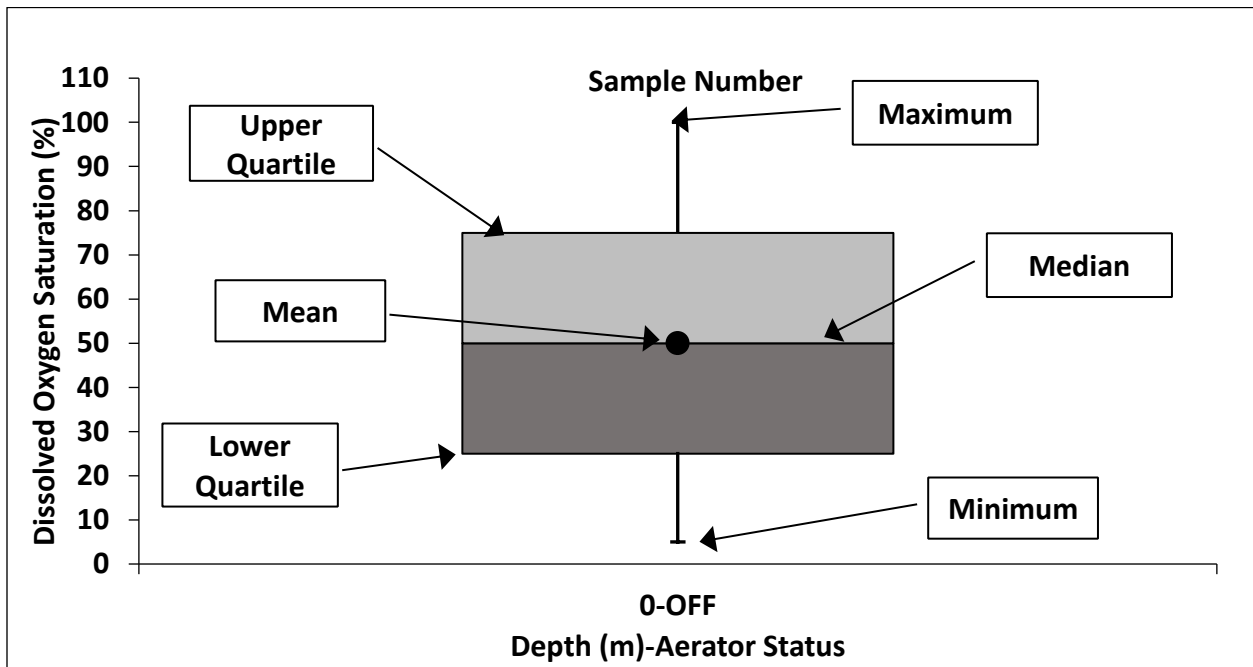 Dissolved Oxygen Saturation (%)
110
100
90
80
70
60
50
40
30
20
10
0
Sample Number
Maximum
Upper
Quartile
Median
Mean
Lower
Quartile
Minimum
0-OFF
Depth (m)-Aerator Status